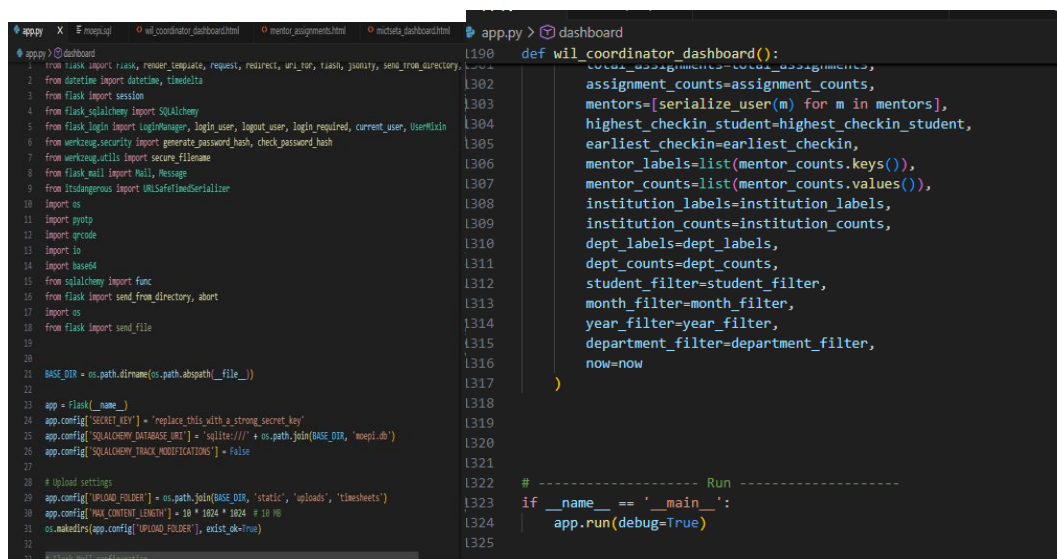 app.py X moepi.sql wil_coordinator_dashboard.html mentor_assignments.html mictseta_dashboard.html
app.py > dashboard
1 from flask import Flask, render_template, request, redirect, url_for, flash, jsonify, send_from_directory,
2 from datetime import datetime, timedelta
3 from flask import session
4 from flask_sqlalchemy import SQLAlchemy
5 from flask_login import LoginManager, login_user, logout_user, login_required, current_user, UserMixin
6 from werkzeug.security import generate_password_hash, check_password_hash
7 from werkzeug.utils import secure_filename
8 from flask_mail import Mail, Message
9 from itsdangerous import URLSafeTimedSerializer
10 import os
11 import pyotp
12 import qrcode
13 import io
14 import base64
15 from sqlalchemy import func
16 from flask import send_from_directory, abort
17 import os
18 from flask import send_file
19
20
21 BASE_DIR = os.path.dirname(os.path.abspath(__file__))
22
23 app = Flask(__name__)
24 app.config['SECRET_KEY'] = 'replace_this_with_a_strong_secret_key'
25 app.config['SQLALCHEMY_DATABASE_URI'] = 'sqlite:///' + os.path.join(BASE_DIR, 'moepi.db')
26 app.config['SQLALCHEMY_TRACK_MODIFICATIONS'] = False
27
28 # Upload settings
29 app.config['UPLOAD_FOLDER'] = os.path.join(BASE_DIR, 'static', 'uploads', 'timesheets')
30 app.config['MAX_CONTENT_LENGTH'] = 10 * 1024 * 1024 # 10 MB
31 os.makedirs(app.config['UPLOAD_FOLDER'], exist_ok=True)
32
app.py > dashboard
1190 def wil_coordinator_dashboard():
1301 total_assignments=total_assignments,
1302 assignment_counts=assignment_counts,
1303 mentors=[serialize_user(m) for m in mentors],
1304 highest_checkin_student=highest_checkin_student,
1305 earliest_checkin=earliest_checkin,
1306 mentor_labels=list(mentor_counts.keys()),
1307 mentor_counts=list(mentor_counts.values()),
1308 institution_labels=institution_labels,
1309 institution_counts=institution_counts,
1310 dept_labels=dept_labels,
1311 dept_counts=dept_counts,
1312 student_filter=student_filter,
1313 month_filter=month_filter,
1314 year_filter=year_filter,
1315 department_filter=department_filter,
1316 now=now
1317 )
1318
1319
1320
1321
1322 # -------------------- Run --------------------
1323 if __name__ == '__main__':
1324 app.run(debug=True)
1325